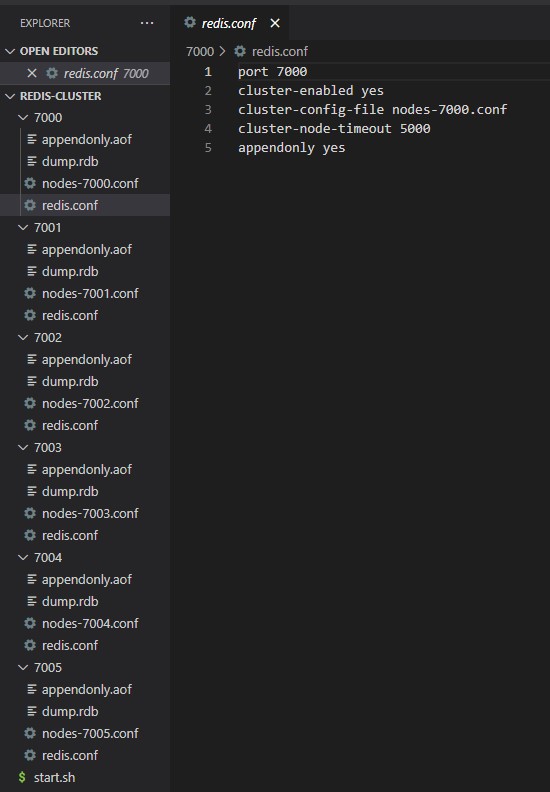 EXPLORER ···
OPEN EDITORS
redis.conf 7000
REDIS-CLUSTER
7000
appendonly.aof
dump.rdb
nodes-7000.conf
redis.conf
7001
appendonly.aof
dump.rdb
nodes-7001.conf
redis.conf
7002
appendonly.aof
dump.rdb
nodes-7002.conf
redis.conf
7003
appendonly.aof
dump.rdb
nodes-7003.conf
redis.conf
7004
appendonly.aof
dump.rdb
nodes-7004.conf
redis.conf
7005
appendonly.aof
dump.rdb
nodes-7005.conf
redis.conf
$ start.sh
redis.conf
7000 > redis.conf
1 port 7000
2 cluster-enabled yes
3 cluster-config-file nodes-7000.conf
4 cluster-node-timeout 5000
5 appendonly yes